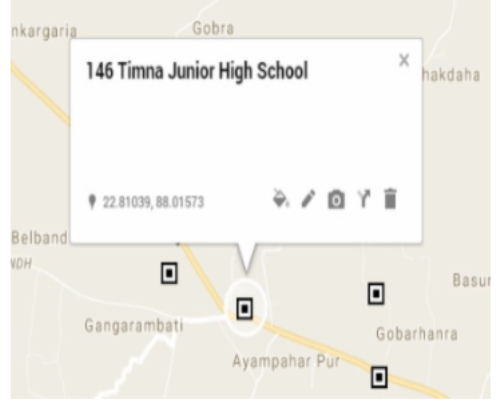 nkargaria
Gobra
146 Timna Junior High School
×
hakdaha
22.81039, 88.01573
Belband
NDH
Basur
Gangarambati
Gobarhanra
Ayampahar Pur